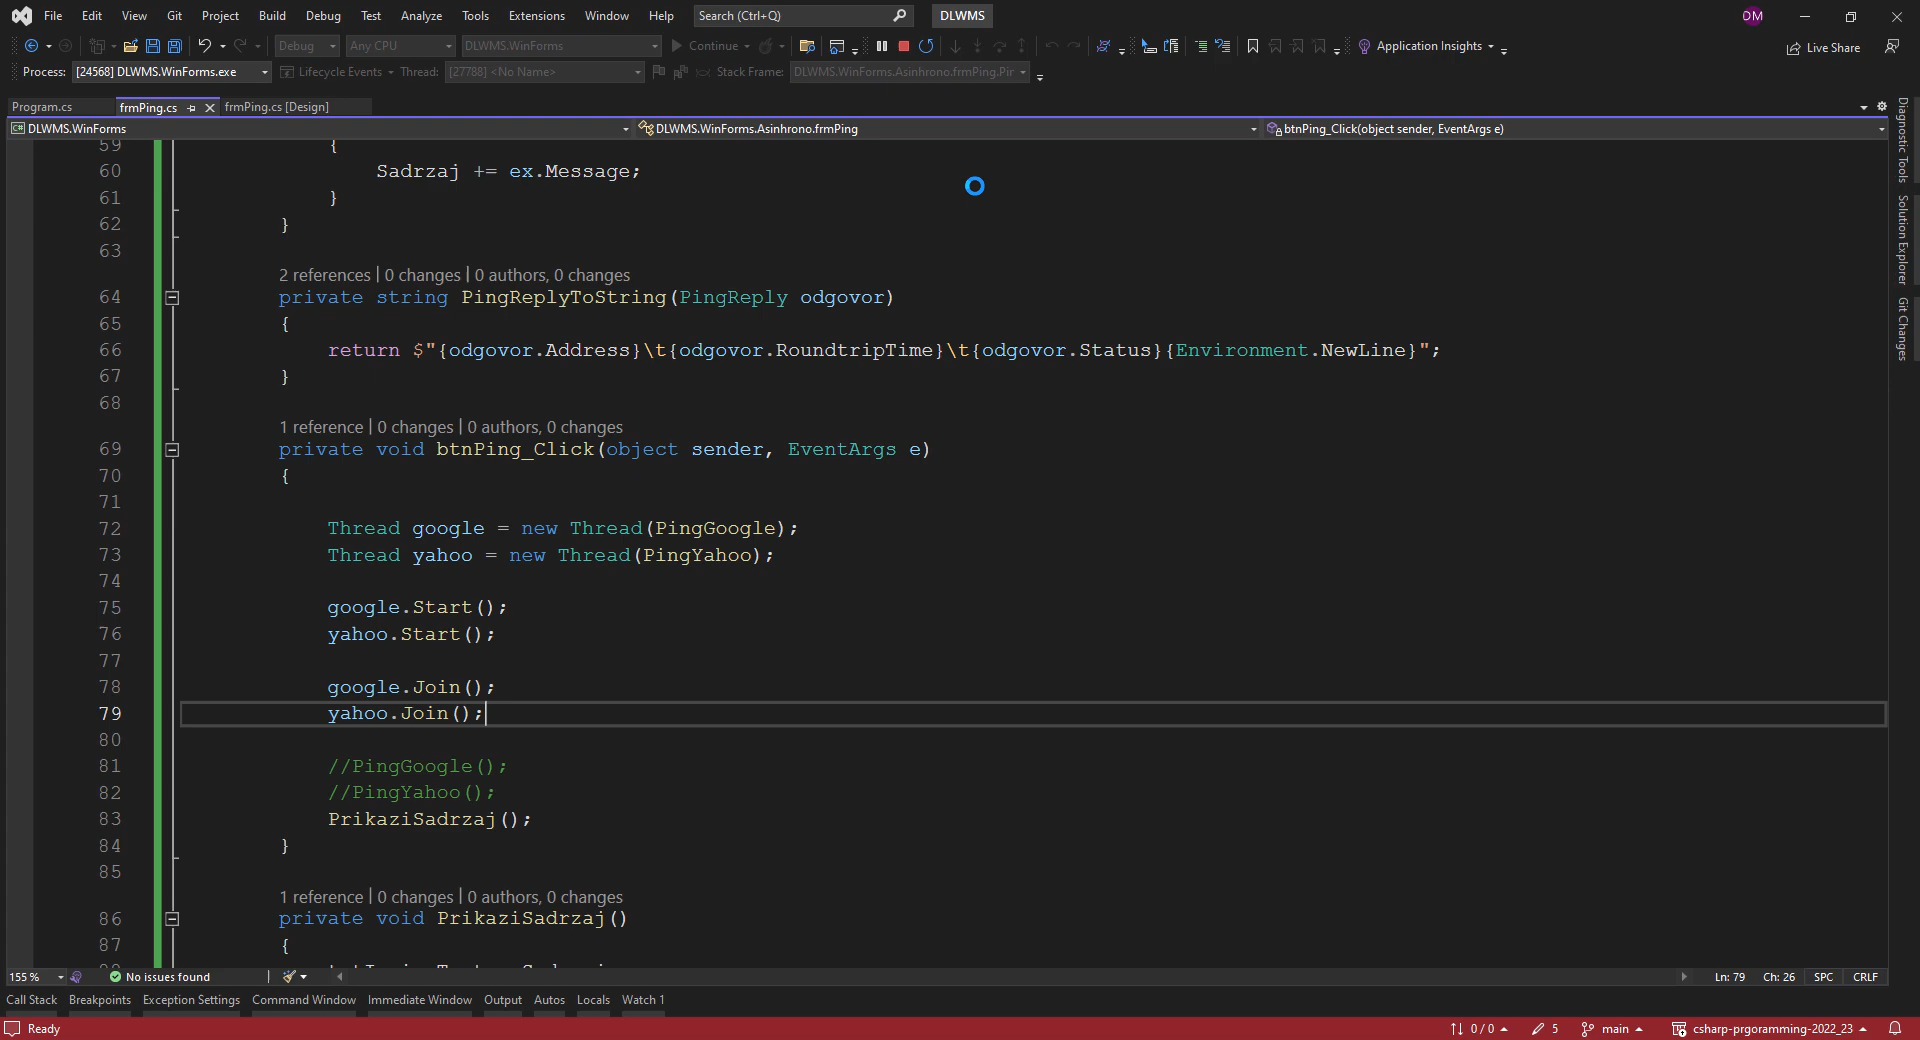 File Edit View Git Project Build Debug Test Analyze Tools Extensions Window Help Search (Ctrl+Q) DLWMS DM
Debug Any CPU DLWMS.WinForms Continue Application Insights Live Share
Process: [24568] DLWMS.WinForms.exe Lifecycle Events Thread: [27788] <No Name> Stack Frame: DLWMS.WinForms.Asinhrono.frmPing.Pir
Program.cs frmPing.cs frmPing.cs [Design]
C# DLWMS.WinForms DLWMS.WinForms.Asinhrono.frmPing btnPing_Click(object sender, EventArgs e)
59 {
60 Sadrzaj += ex.Message;
61 }
62 }
63
2 references | 0 changes | 0 authors, 0 changes
64 private string PingReplyToString(PingReply odgovor)
65 {
66 return $"{odgovor.Address}\t{odgovor.RoundtripTime}\t{odgovor.Status}{Environment.NewLine}";
67 }
68
1 reference | 0 changes | 0 authors, 0 changes
69 private void btnPing_Click(object sender, EventArgs e)
70 {
71
72 Thread google = new Thread(PingGoogle);
73 Thread yahoo = new Thread(PingYahoo);
74
75 google.Start();
76 yahoo.Start();
77
78 google.Join();
79 yahoo.Join();
80
81 //PingGoogle();
82 //PingYahoo();
83 PrikaziSadrzaj();
84 }
85
1 reference | 0 changes | 0 authors, 0 changes
86 private void PrikaziSadrzaj()
87 {
Diagnostic Tools
Solution Explorer
Git Changes
155 % No issues found Ln: 79 Ch: 26 SPC CRLF
Call Stack Breakpoints Exception Settings Command Window Immediate Window Output Autos Locals Watch 1
Ready 0 / 0 5 main csharp-prgoramming-2022_23